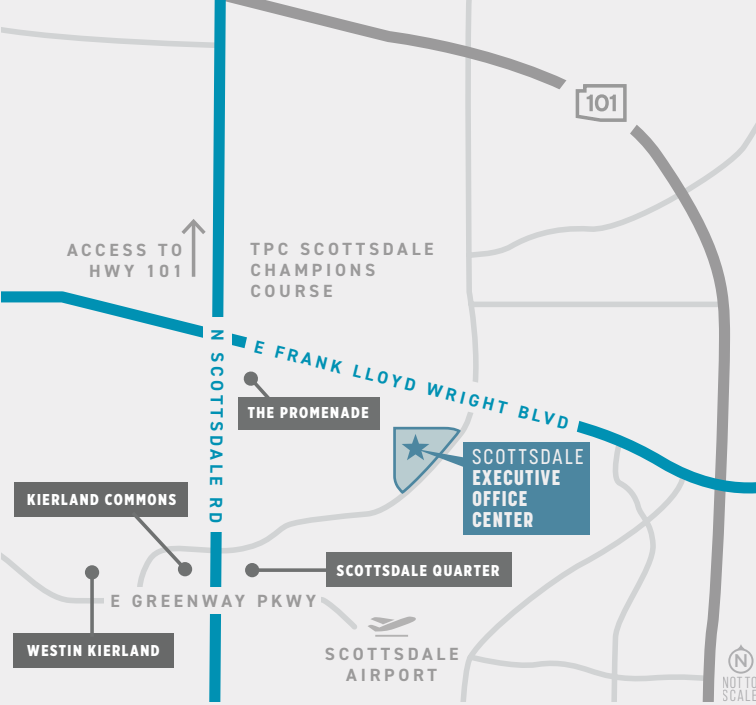 101
ACCESS TO
HWY 101
TPC SCOTTSDALE
CHAMPIONS
COURSE
N SCOTTSDALE RD
E FRANK LLOYD WRIGHT BLVD
THE PROMENADE
SCOTTSDALE
EXECUTIVE
OFFICE
CENTER
KIERLAND COMMONS
SCOTTSDALE QUARTER
E GREENWAY PKWY
WESTIN KIERLAND
SCOTTSDALE
AIRPORT
N
NOT TO
SCALE